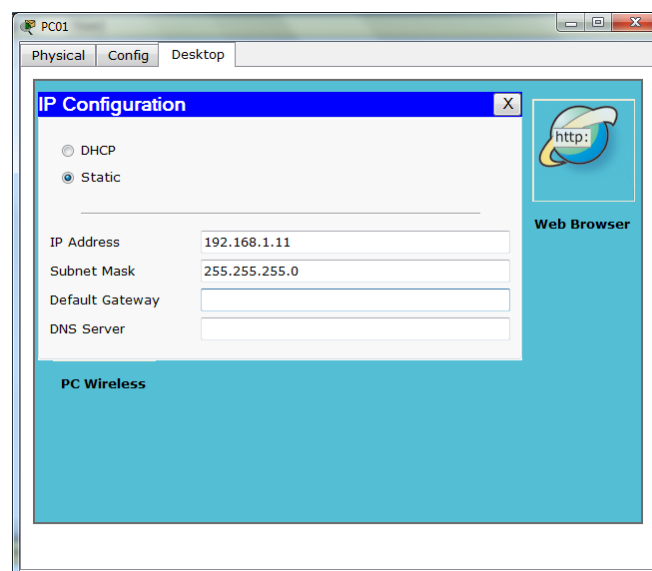 PC01
Physical Config Desktop
IP Configuration X
DHCP
Static
http:
Web Browser
IP Address 192.168.1.11
Subnet Mask 255.255.255.0
Default Gateway
DNS Server
PC Wireless